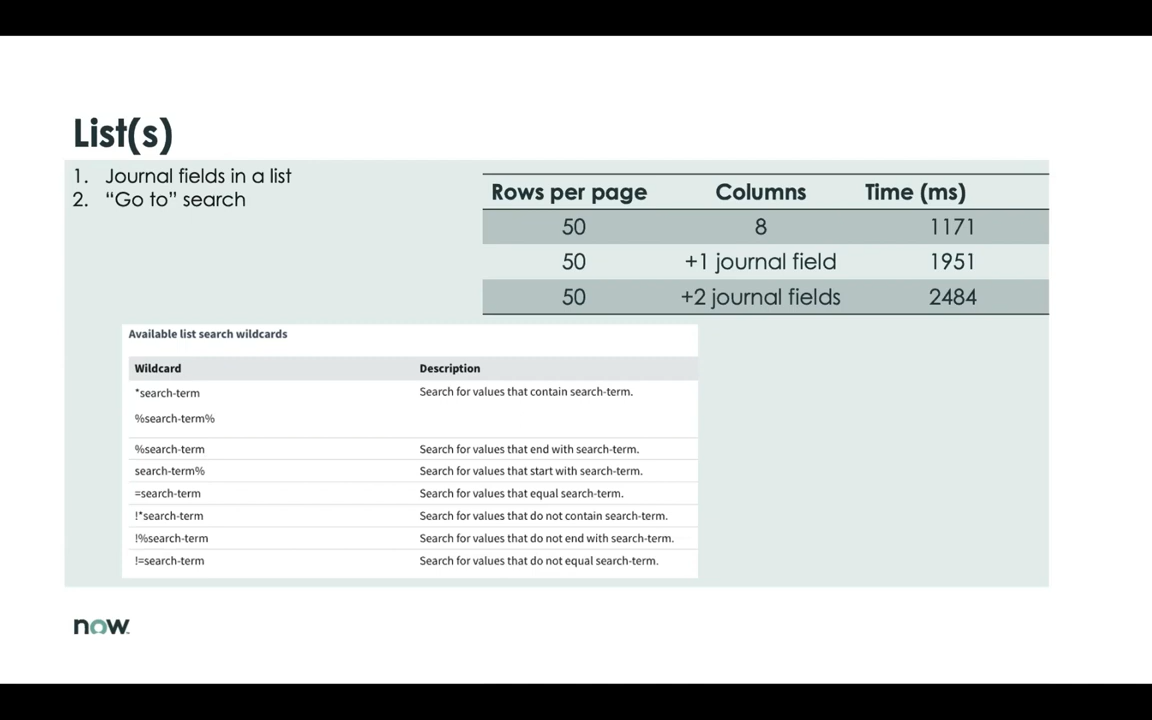 List(s)
1. Journal fields in a list
2. “Go to” search
Rows per page Columns Time (ms)
50 8 1171
50 +1 journal field 1951
50 +2 journal fields 2484
Available list search wildcards
Wildcard Description
*search-term Search for values that contain search-term.
%search-term%
%search-term Search for values that end with search-term.
search-term% Search for values that start with search-term.
=search-term Search for values that equal search-term.
!*search-term Search for values that do not contain search-term.
!%search-term Search for values that do not end with search-term.
!=search-term Search for values that do not equal search-term.
now